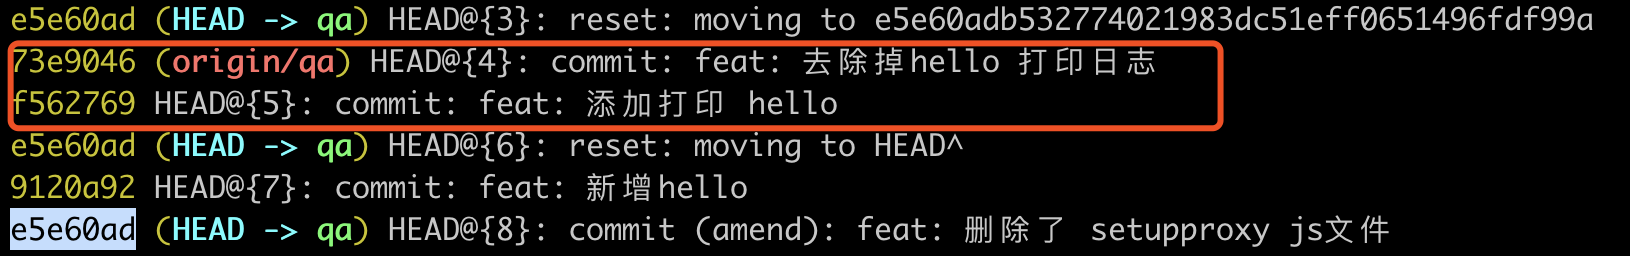 e5e60ad (HEAD -> qa) HEAD@{3}: reset: moving to e5e60adb532774021983dc51eff0651496fdf99a
73e9046 (origin/qa) HEAD@{4}: commit: feat: 去除掉hello 打印日志
f562769 HEAD@{5}: commit: feat: 添加打印 hello
e5e60ad (HEAD -> qa) HEAD@{6}: reset: moving to HEAD^
9120a92 HEAD@{7}: commit: feat: 新增hello
e5e60ad (HEAD -> qa) HEAD@{8}: commit (amend): feat: 删除了 setupproxy js文件